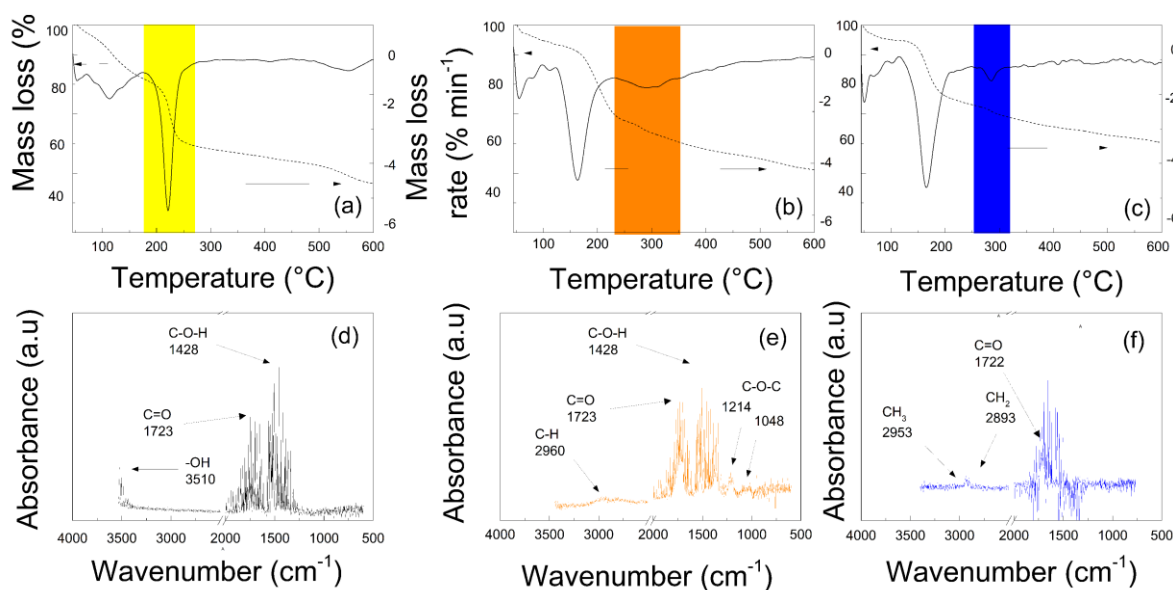 Mass loss (%
100
80
60
40
0
-2
-4
-6
(a)
100 200 300 400 500 600
Temperature (°C)
Mass loss
rate (% min⁻¹)
100
80
60
40
0
-2
-4
(b)
100 200 300 400 500 600
Temperature (°C)
100
80
60
40
0
-2
-4
(c)
100 200 300 400 500 600
Temperature (°C)
Absorbance (a.u)
(d)
C-O-H
1428
C=O
1723
-OH
3510
4000 3500 3000 2500 2000 1500 1000 500
Wavenumber (cm⁻¹)
Absorbance (a.u)
(e)
C-O-H
1428
C=O
1723
C-O-C
1214
1048
C-H
2960
4000 3500 3000 2500 2000 1500 1000 500
Wavenumber (cm⁻¹)
Absorbance (a.u)
(f)
C=O
1722
CH₃
2953
CH₂
2893
4000 3500 3000 2500 2000 1500 1000 500
Wavenumber (cm⁻¹)